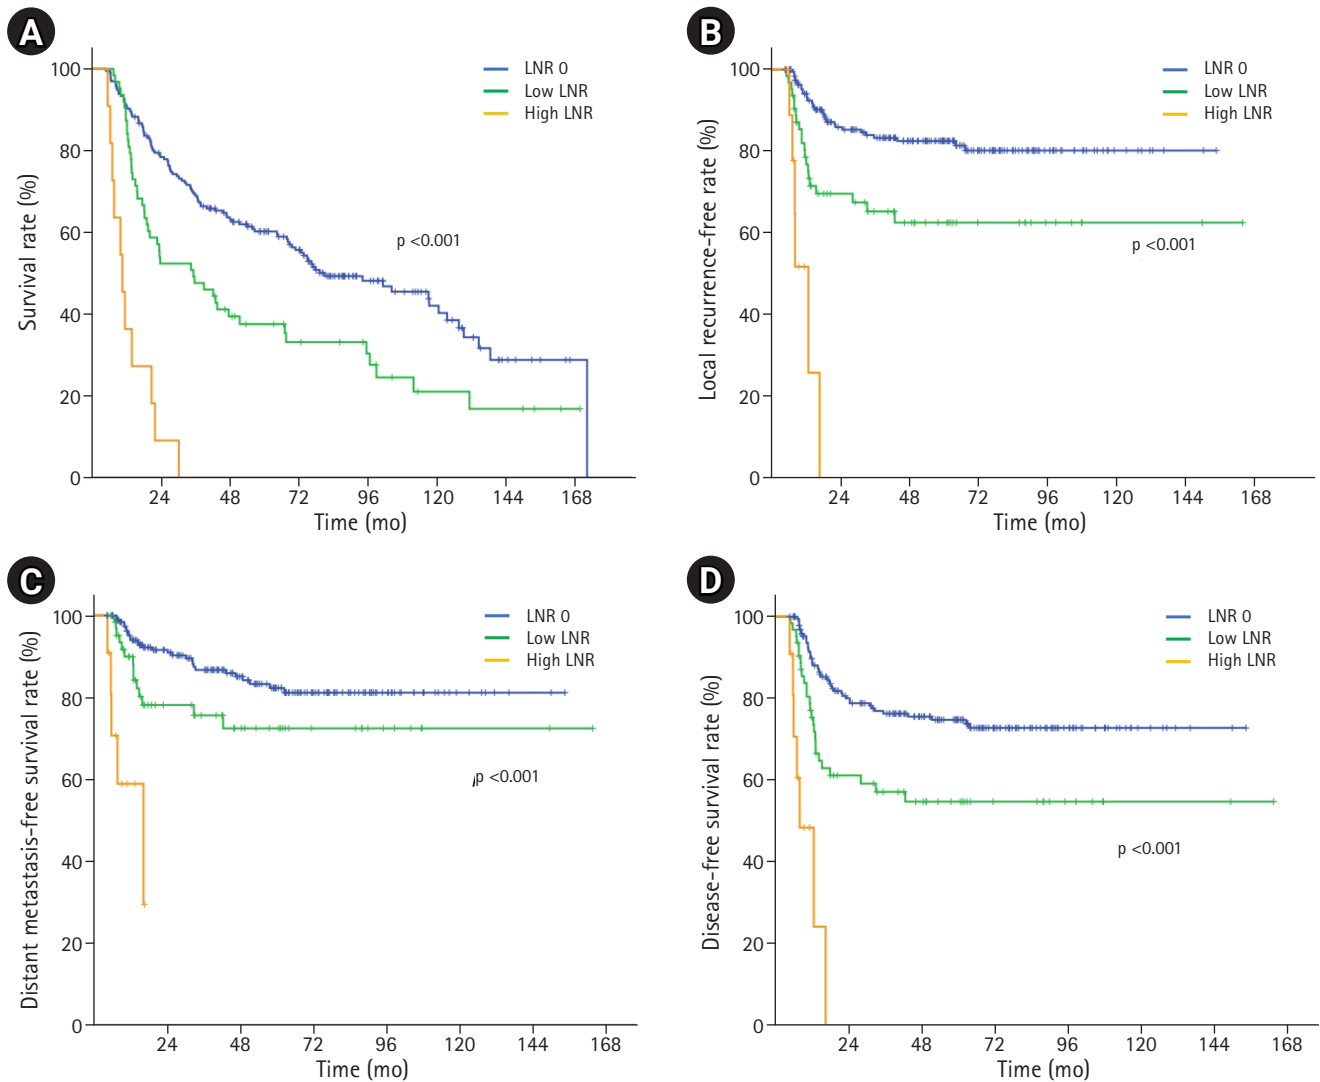 A
Survival rate (%)
100
80
60
40
20
0
24 48 72 96 120 144 168
Time (mo)
LNR 0
Low LNR
High LNR
p <0.001
B
Local recurrence-free rate (%)
100
80
60
40
20
0
24 48 72 96 120 144 168
Time (mo)
LNR 0
Low LNR
High LNR
p <0.001
C
Distant metastasis-free survival rate (%)
100
80
60
40
20
0
24 48 72 96 120 144 168
Time (mo)
LNR 0
Low LNR
High LNR
p <0.001
D
Disease-free survival rate (%)
100
80
60
40
20
0
24 48 72 96 120 144 168
Time (mo)
LNR 0
Low LNR
High LNR
p <0.001